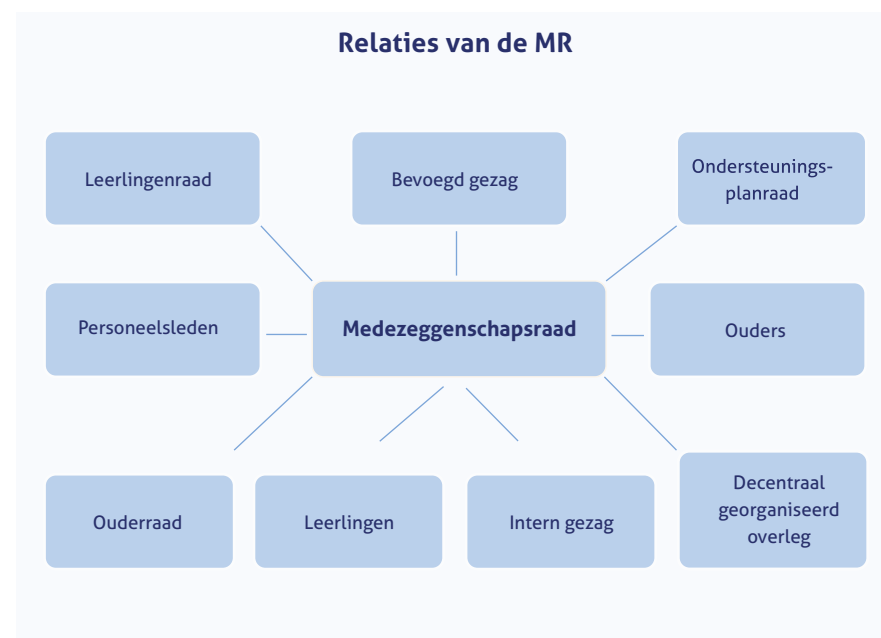 Relaties van de MR
Leerlingenraad
Bevoegd gezag
Ondersteunings-
planraad
Personeelsleden
Medezeggenschapsraad
Ouders
Ouderraad
Leerlingen
Intern gezag
Decentraal
georganiseerd
overleg